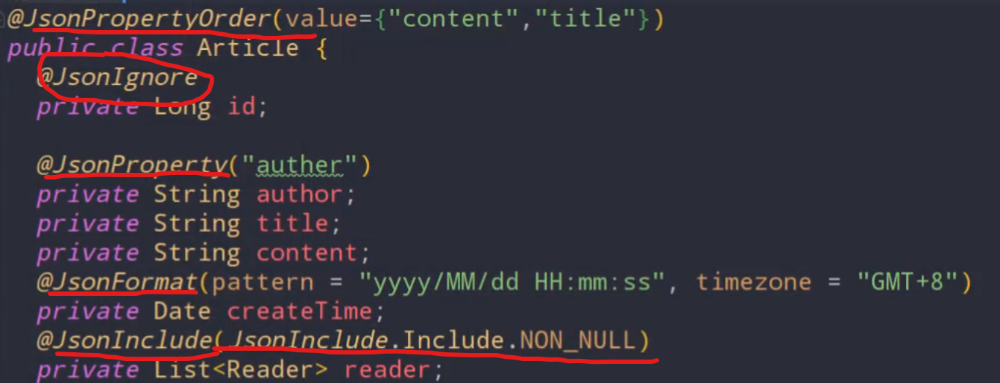 @JsonPropertyOrder(value={"content","title"})
public class Article {
@JsonIgnore
private Long id;
@JsonProperty("auther")
private String author;
private String title;
private String content;
@JsonFormat(pattern = "yyyy/MM/dd HH:mm:ss", timezone = "GMT+8")
private Date createTime;
@JsonInclude(JsonInclude.Include.NON_NULL)
private List<Reader> reader;